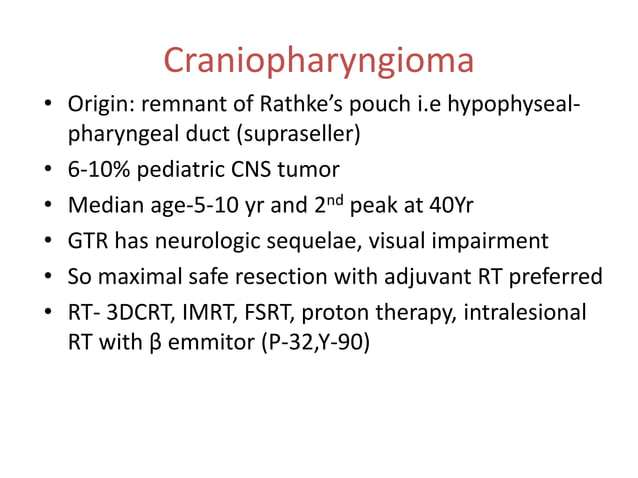 Craniopharyngioma
• Origin: remnant of Rathke’s pouch i.e hypophyseal-
pharyngeal duct (supraseller)
• 6-10% pediatric CNS tumor
• Median age-5-10 yr and 2nd peak at 40Yr
• GTR has neurologic sequelae, visual impairment
• So maximal safe resection with adjuvant RT preferred
• RT- 3DCRT, IMRT, FSRT, proton therapy, intralesional
RT with β emmitor (P-32,Y-90)